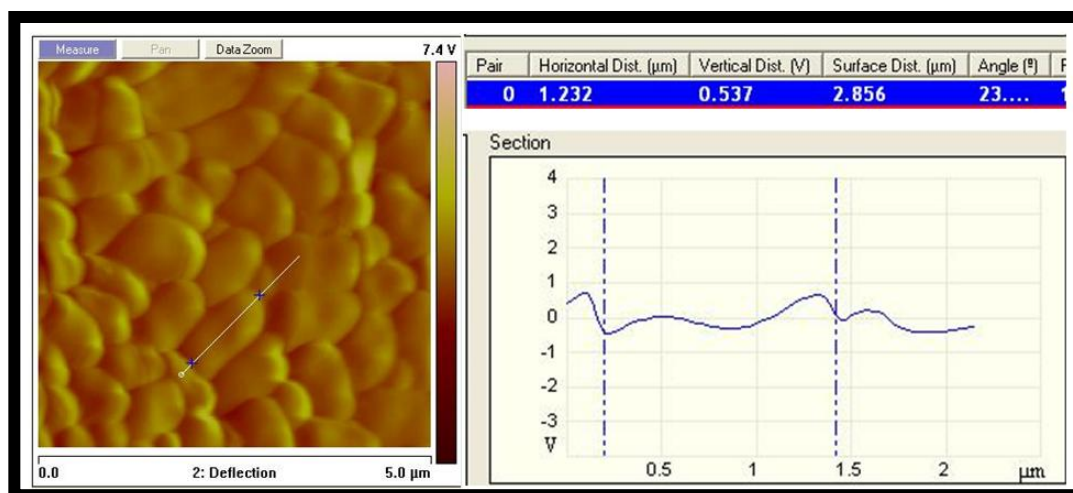 Measure Pan Data Zoom 7.4 V
0.0 2: Deflection 5.0 µm
Pair Horizontal Dist. (µm) Vertical Dist. (V) Surface Dist. (µm) Angle (º)
0 1.232 0.537 2.856 23....
Section
4
3
2
1
0
-1
-2
-3
V
0.5 1 1.5 2 µm